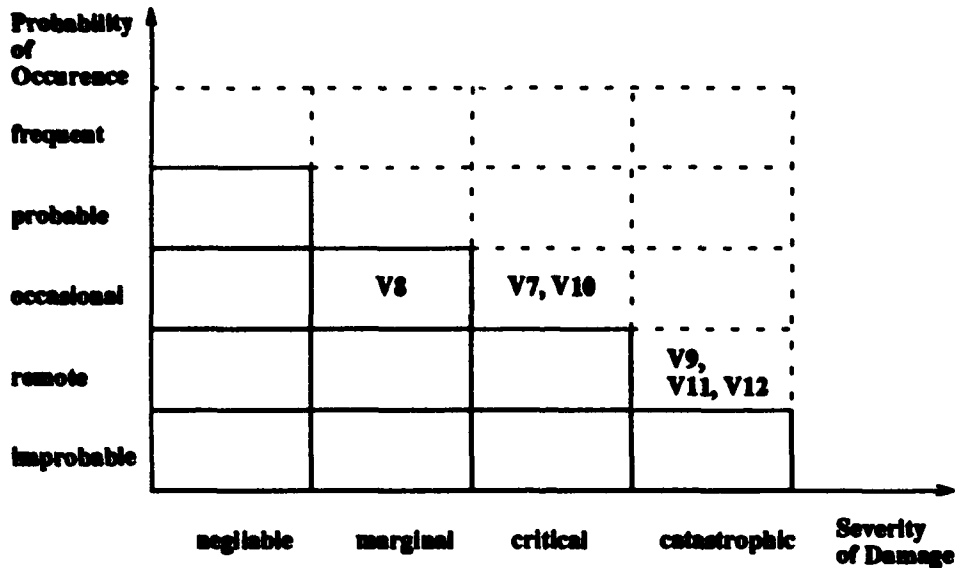 Probability
of
Occurence
frequent
probable
occasional
V8
V7, V10
remote
V9,
V11, V12
improbable
negliable
marginal
critical
catastrophic
Severity
of Damage